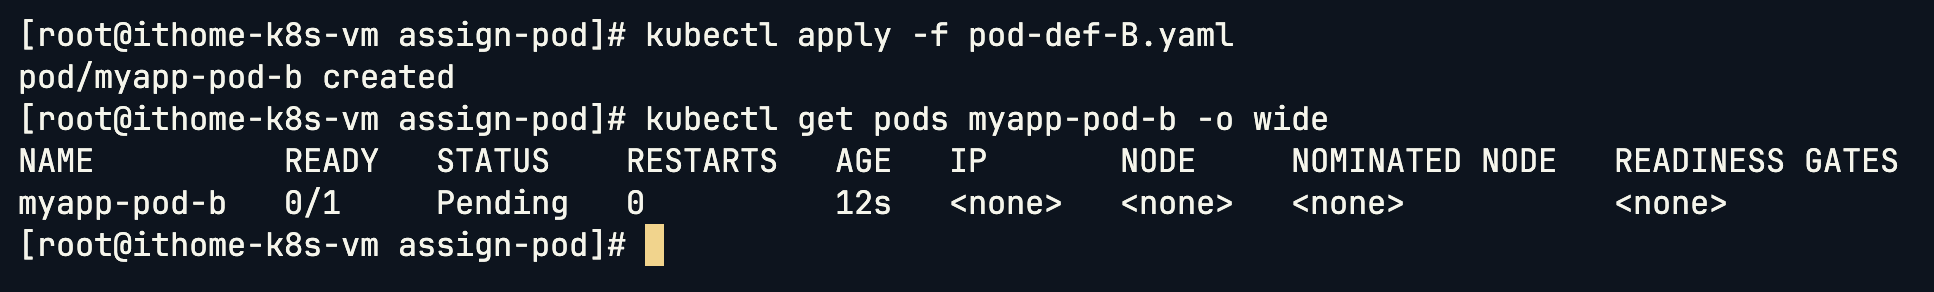 [root@ithome-k8s-vm assign-pod]# kubectl apply -f pod-def-B.yaml
pod/myapp-pod-b created
[root@ithome-k8s-vm assign-pod]# kubectl get pods myapp-pod-b -o wide
NAME          READY   STATUS    RESTARTS   AGE   IP       NODE     NOMINATED NODE   READINESS GATES
myapp-pod-b   0/1     Pending   0          12s   <none>   <none>   <none>           <none>
[root@ithome-k8s-vm assign-pod]#